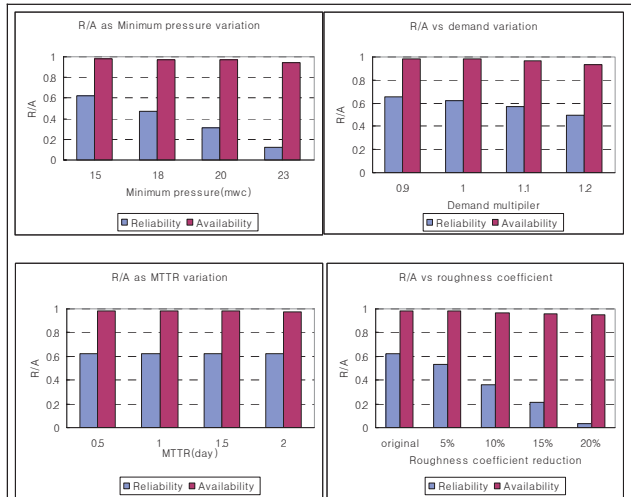 R/A as Minimum pressure variation
1
0.8
0.6
0.4
0.2
0
R/A
15 18 20 23
Minimum pressure(mwc)
Reliability Availability
R/A vs demand variation
1
0.8
0.6
0.4
0.2
0
R/A
0.9 1 1.1 1.2
Demand multipiler
Reliability Availability
R/A as MTTR variation
1
0.8
0.6
0.4
0.2
0
R/A
0.5 1 1.5 2
MTTR(day)
Reliability Availability
R/A vs roughness coefficient
1
0.8
0.6
0.4
0.2
0
R/A
original 5% 10% 15% 20%
Roughness coefficient reduction
Reliability Availability